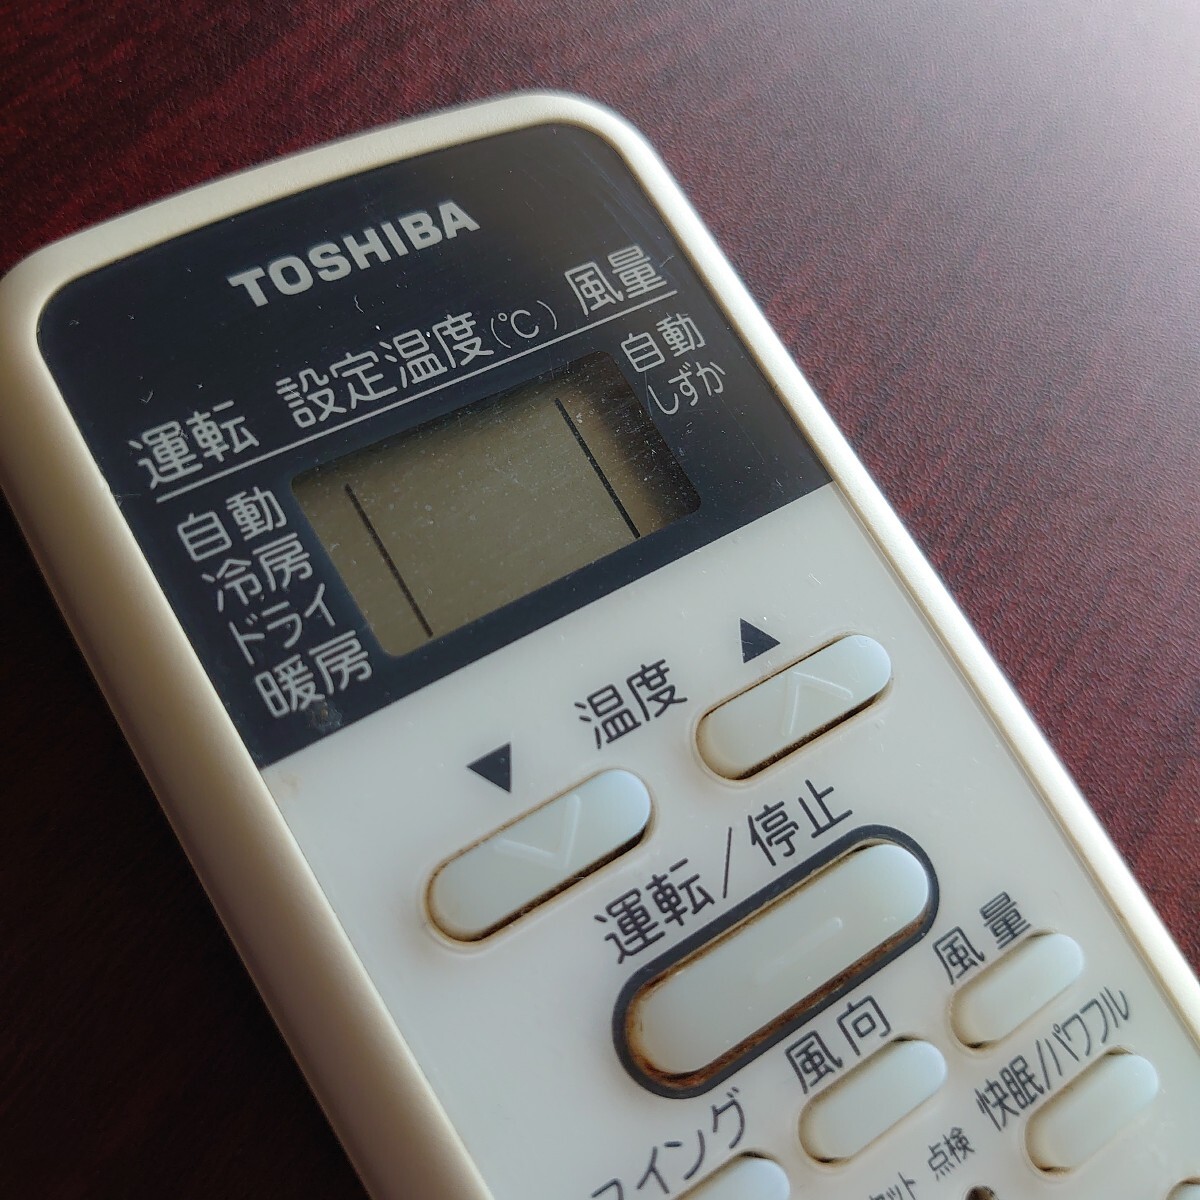 TOSHIBA
運転 設定温度(℃) 風量
自動
しずか
自動
冷房
ドライ
暖房
▼ 温度 ▲
運転/停止
風量
風向
快眠/パワフル
スイング
点検